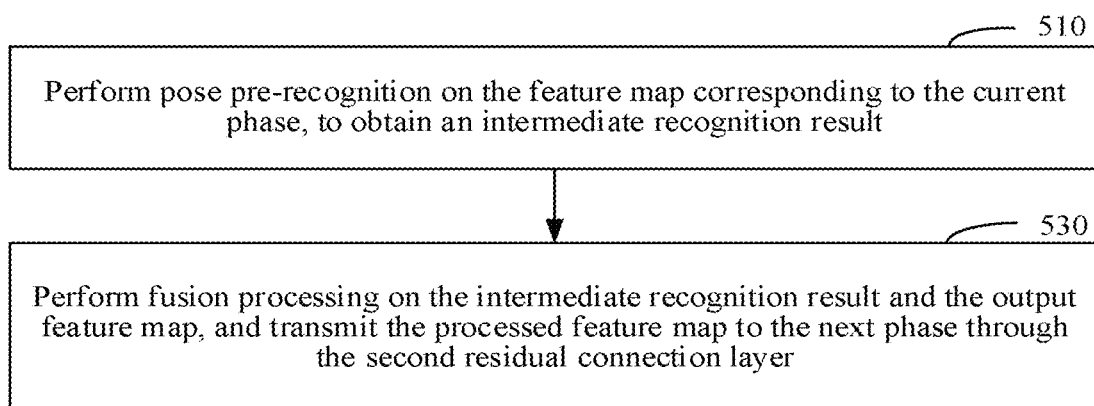 510
Perform pose pre-recognition on the feature map corresponding to the current
phase, to obtain an intermediate recognition result
530
Perform fusion processing on the intermediate recognition result and the output
feature map, and transmit the processed feature map to the next phase through
the second residual connection layer